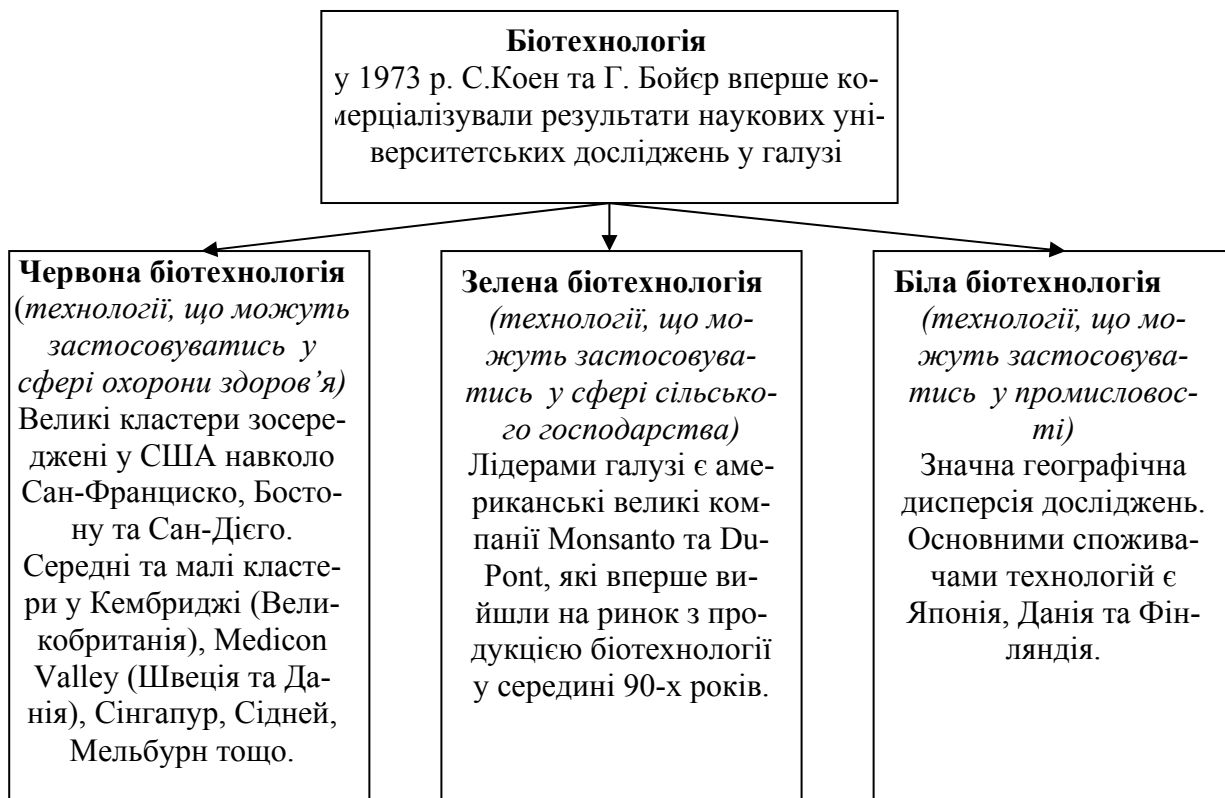 Біотехнологія
у 1973 р. С.Коен та Г. Бойєр вперше ко-
мерціалізували результати наукових уні-
верситетських досліджень у галузі
Червона біотехнологія
(технології, що можуть
застосовуватись у
сфері охорони здоров’я)
Великі кластери зосере-
джені у США навколо
Сан-Франциско, Босто-
ну та Сан-Дієго.
Середні та малі класте-
ри у Кембриджі (Вели-
кобританія), Medicon
Valley (Швеція та Да-
нія), Сінгапур, Сідней,
Мельбурн тощо.
Зелена біотехнологія
(технології, що мо-
жуть застосовува-
тись у сфері сільсько-
го господарства)
Лідерами галузі є аме-
риканські великі ком-
панії Monsanto та Du-
Pont, які вперше ви-
йшли на ринок з про-
дукцією біотехнології
у середині 90-х років.
Біла біотехнологія
(технології, що мо-
жуть застосовува-
тись у промисловос-
ті)
Значна географічна
дисперсія досліджень.
Основними спожива-
чами технологій є
Японія, Данія та Фін-
ляндія.